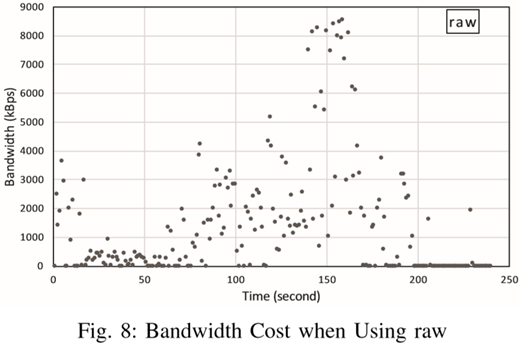 9000
raw
8000
7000
6000
5000
4000
3000
2000
1000
0
Bandwidth (kBps)
0 50 100 150 200 250
Time (second)
Fig. 8: Bandwidth Cost when Using raw